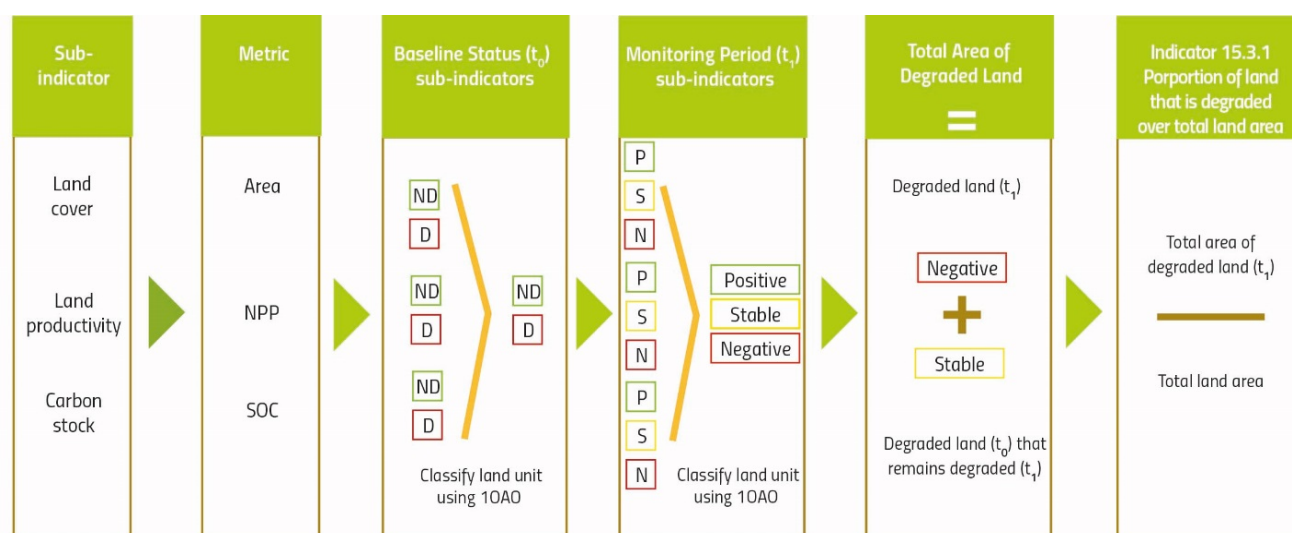 Sub-
indicator
Land
cover
Land
productivity
Carbon
stock
Metric
Area
NPP
SOC
Baseline Status (t0)
sub-indicators
ND
D
ND
D
ND
D
ND
D
Classify land unit
using 1OAO
Monitoring Period (t1)
sub-indicators
P
S
N
P
S
N
P
S
N
Positive
Stable
Negative
Classify land unit
using 1OAO
Total Area of
Degraded Land
=
Degraded land (t1)
Negative
+
Stable
Degraded land (t0) that
remains degraded (t1)
Indicator 15.3.1
Porportion of land
that is degraded
over total land area
Total area of
degraded land (t1)
Total land area